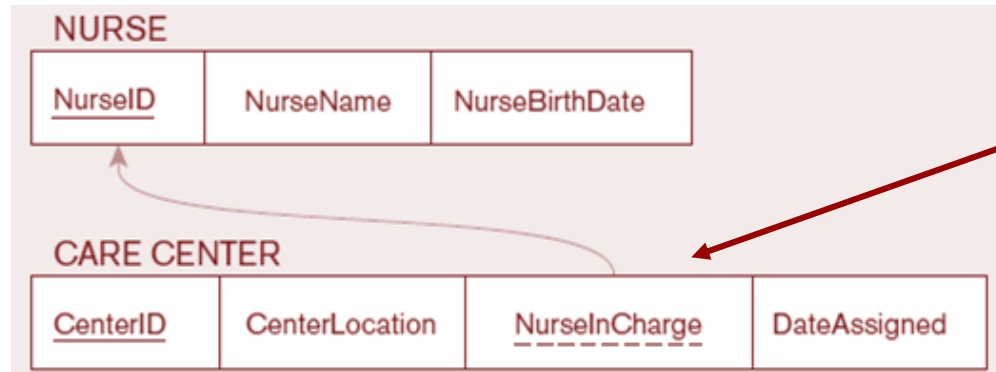 NURSE
NurseID NurseName NurseBirthDate
CARE CENTER
CenterID CenterLocation NurseInCharge DateAssigned